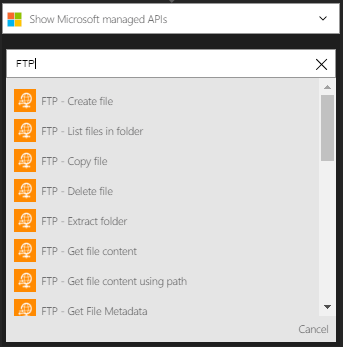 Show Microsoft managed APIs
FTP
FTP - Create file
FTP - List files in folder
FTP - Copy file
FTP - Delete file
FTP - Extract folder
FTP - Get file content
FTP - Get file content using path
FTP - Get File Metadata
Cancel